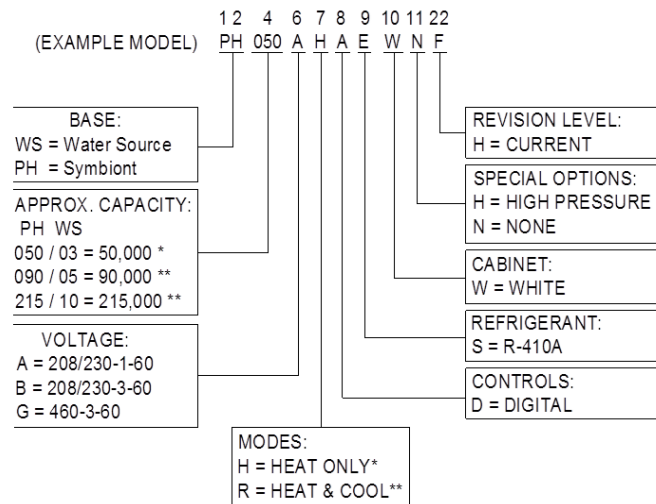 1 2 4 6 7 8 9 10 11 22
(EXAMPLE MODEL) PH 050 A H A E W N F
BASE:
WS = Water Source
PH = Symbiont
APPROX. CAPACITY:
PH WS
050 / 03 = 50,000 *
090 / 05 = 90,000 **
215 / 10 = 215,000 **
VOLTAGE:
A = 208/230-1-60
B = 208/230-3-60
G = 460-3-60
MODES:
H = HEAT ONLY*
R = HEAT & COOL**
REVISION LEVEL:
H = CURRENT
SPECIAL OPTIONS:
H = HIGH PRESSURE
N = NONE
CABINET:
W = WHITE
REFRIGERANT:
S = R-410A
CONTROLS:
D = DIGITAL